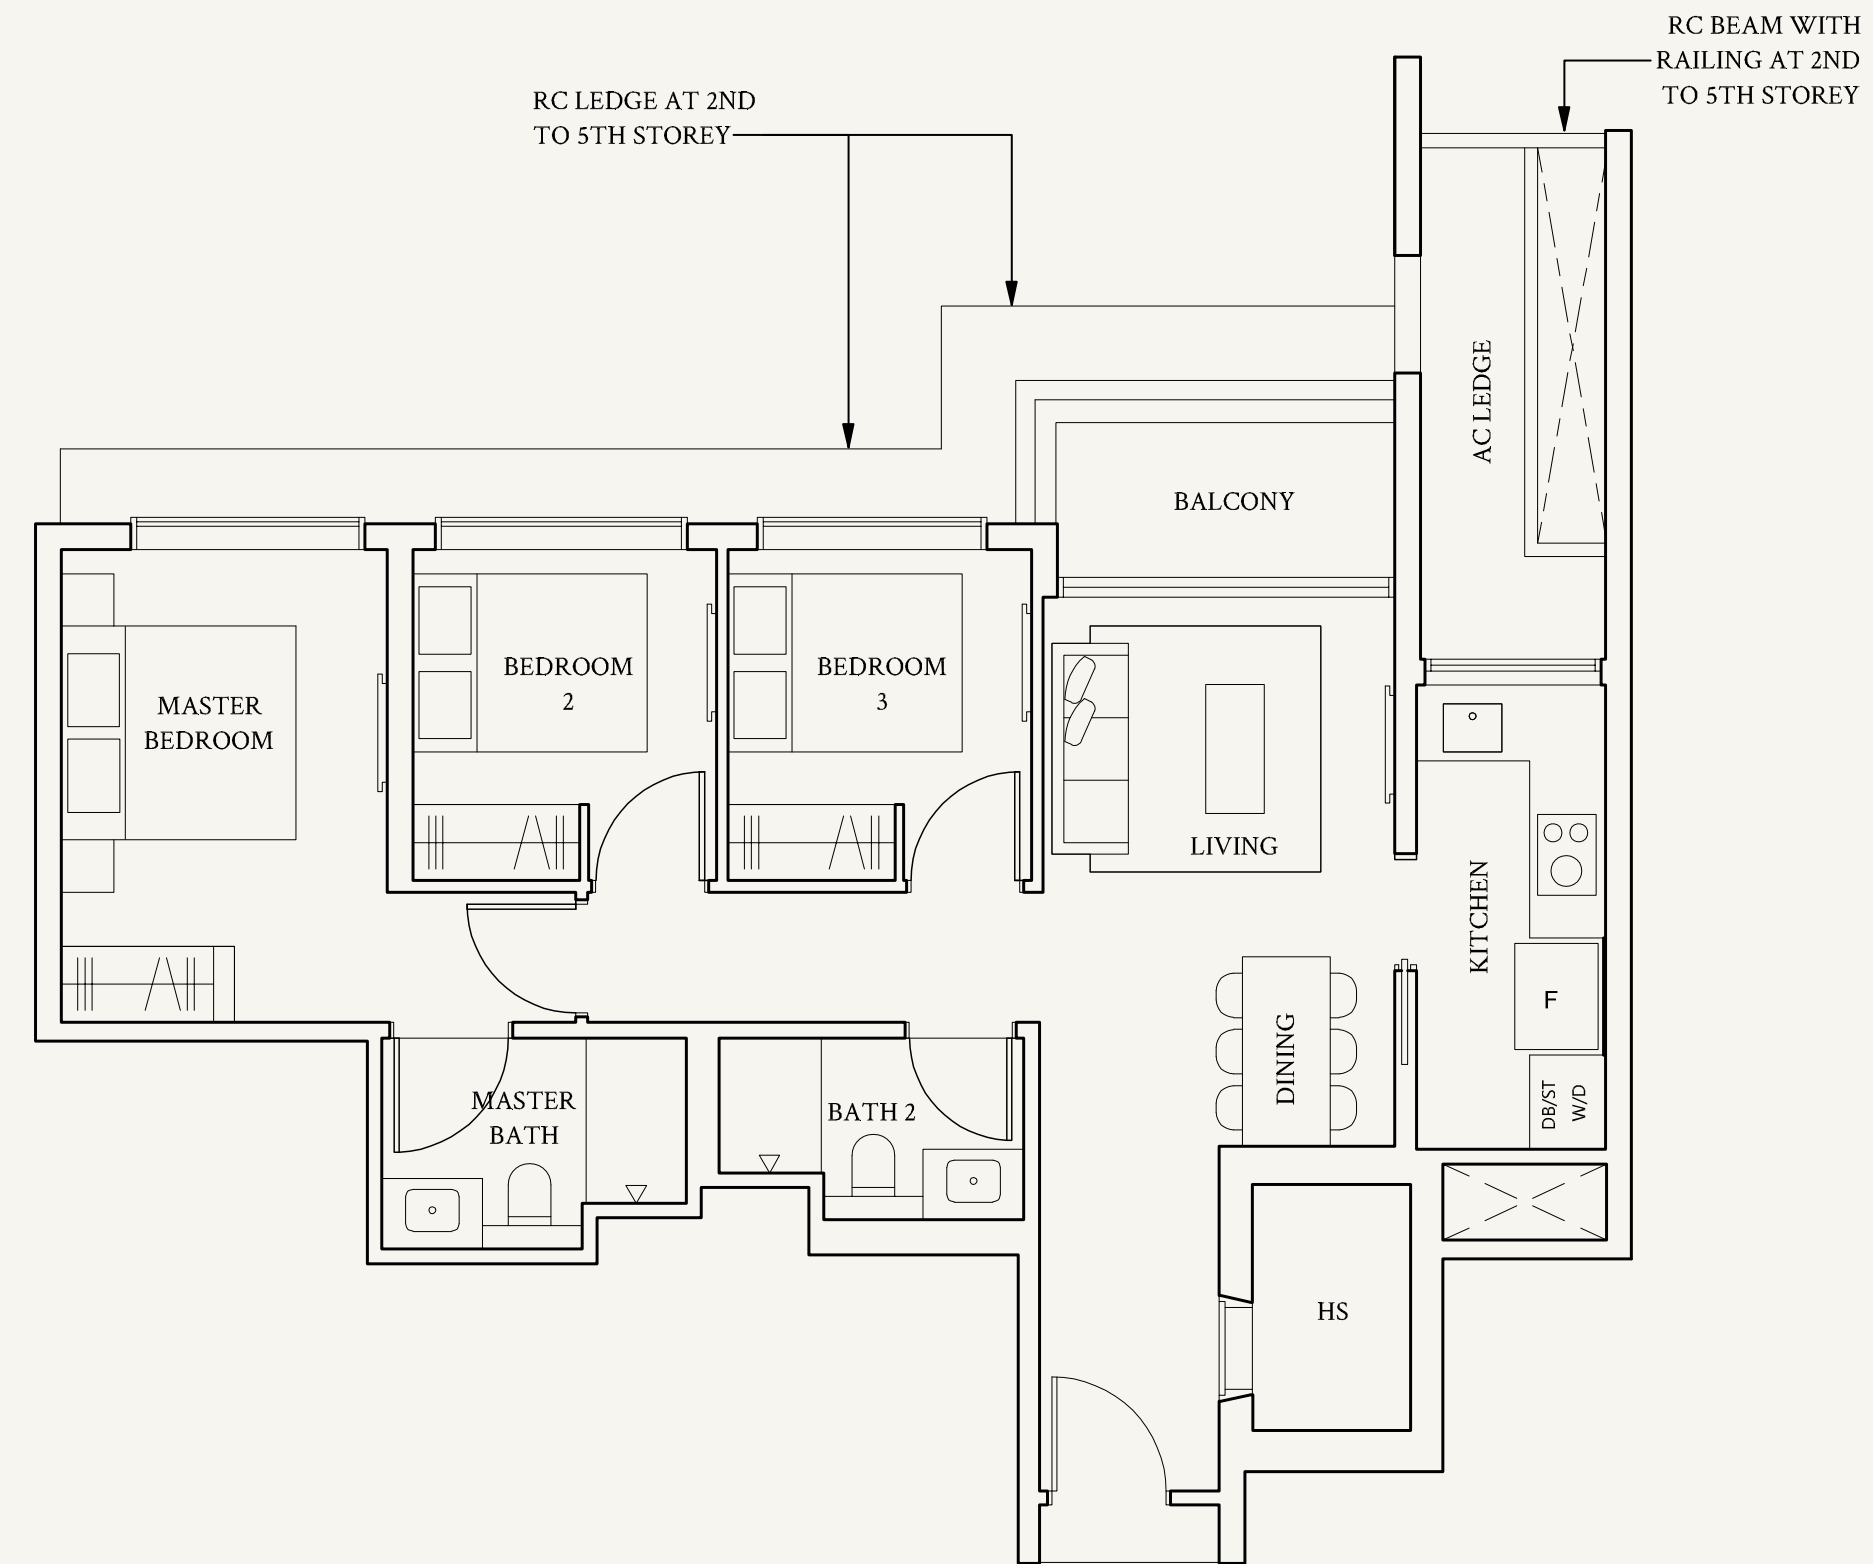 RC BEAM WITH
RAILING AT 2ND
TO 5TH STOREY
RC LEDGE AT 2ND
TO 5TH STOREY
AC LEDGE
BALCONY
MASTER
BEDROOM
BEDROOM
2
BEDROOM
3
LIVING
KITCHEN
F
DINING
DB/ST
W/D
MASTER
BATH
BATH 2
HS